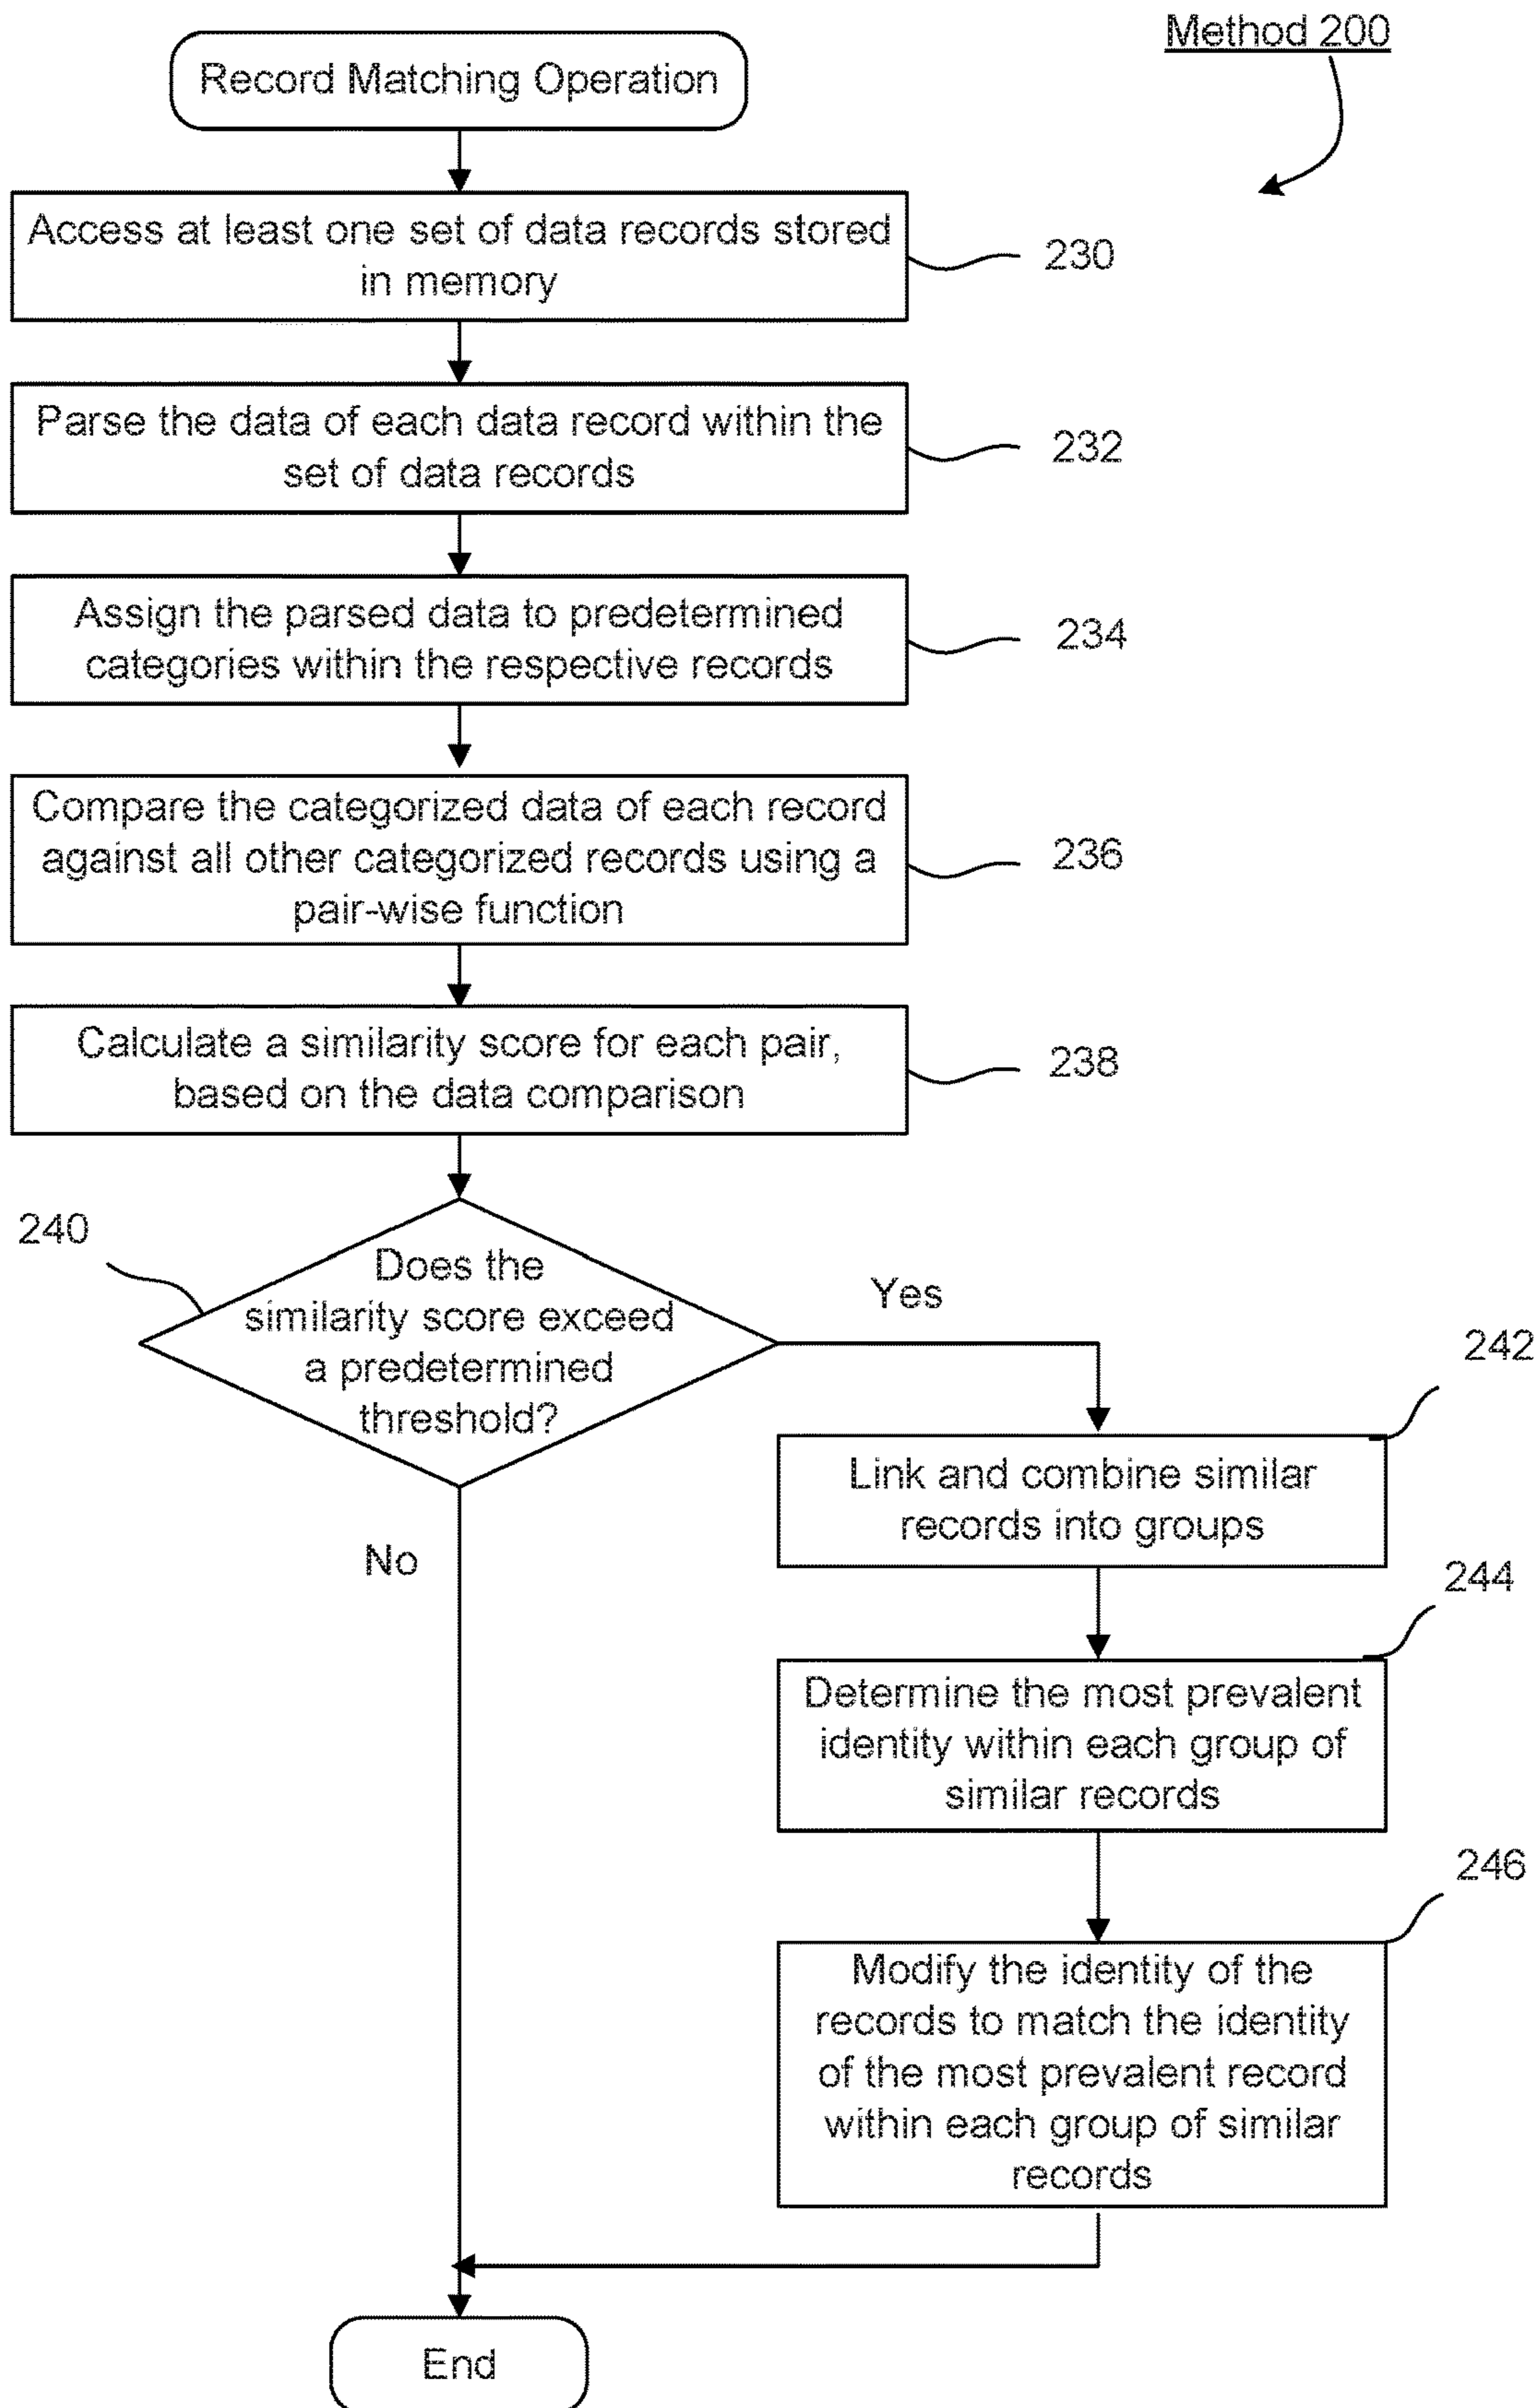 Method 200
Record Matching Operation
Access at least one set of data records stored
in memory
230
Parse the data of each data record within the
set of data records
232
Assign the parsed data to predetermined
categories within the respective records
234
Compare the categorized data of each record
against all other categorized records using a
pair-wise function
236
Calculate a similarity score for each pair,
based on the data comparison
238
240
Does the
similarity score exceed
a predetermined
threshold?
Yes
No
242
Link and combine similar
records into groups
244
Determine the most prevalent
identity within each group of
similar records
246
Modify the identity of the
records to match the identity
of the most prevalent record
within each group of similar
records
End